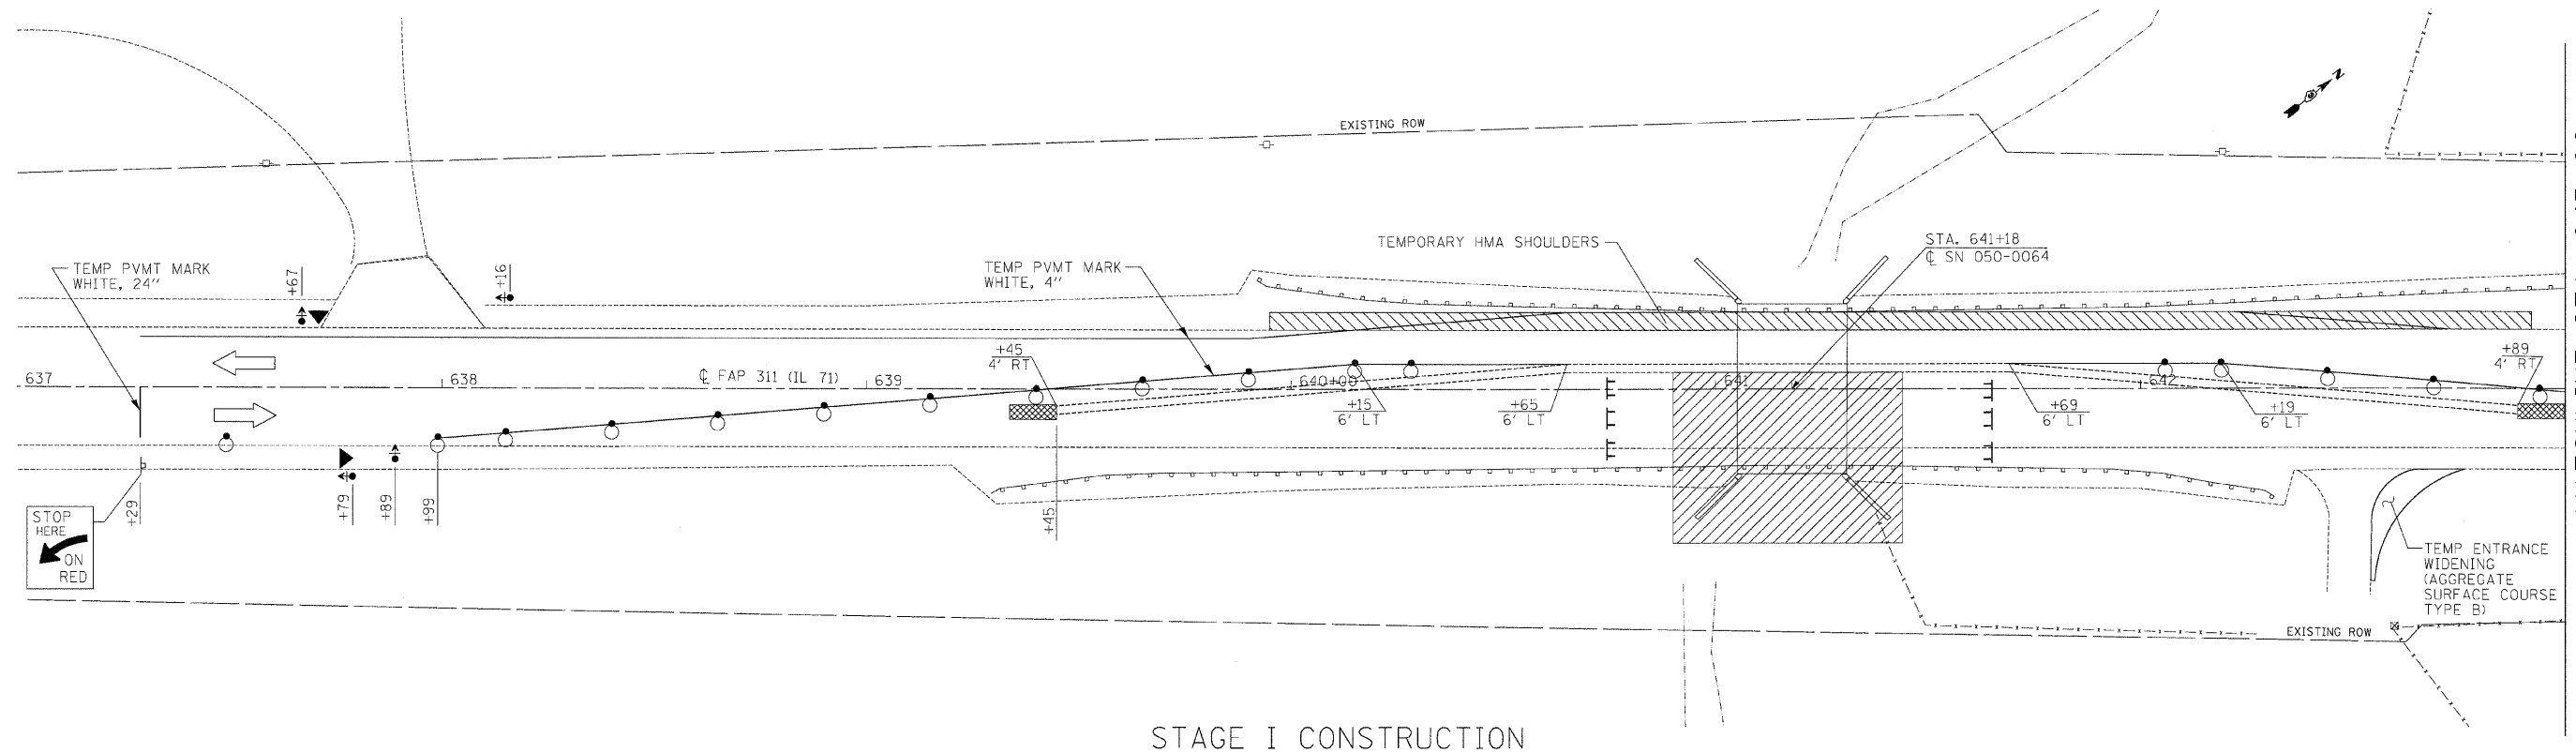 N
EXISTING ROW
TEMPORARY HMA SHOULDERS
STA. 641+18
℄ SN 050-0064
TEMP PVMT MARK
WHITE, 24"
+67
+16
TEMP PVMT MARK
WHITE, 4"
+45
4' RT
+89
4' RT
637
638
℄ FAP 311 (IL 71)
639
640+00
641
642
+15
6' LT
+65
6' LT
+69
6' LT
+19
6' LT
+29
+79
+89
+99
+45
STOP
HERE
ON
RED
TEMP ENTRANCE
WIDENING
(AGGREGATE
SURFACE COURSE
TYPE B)
EXISTING ROW
STAGE I CONSTRUCTION